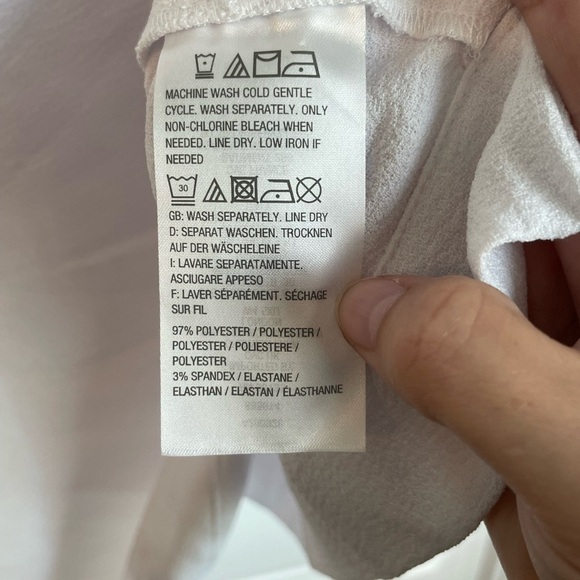 MACHINE WASH COLD GENTLE
CYCLE. WASH SEPARATELY. ONLY
NON-CHLORINE BLEACH WHEN
NEEDED. LINE DRY. LOW IRON IF
NEEDED
30
GB: WASH SEPARATELY. LINE DRY
D: SEPARAT WASCHEN. TROCKNEN
AUF DER WÄSCHELEINE
I: LAVARE SEPARATAMENTE.
ASCIUGARE APPESO
F: LAVER SÉPARÉMENT. SÉCHAGE
SUR FIL
97% POLYESTER / POLYESTER /
POLYESTER / POLIESTERE /
POLYESTER
3% SPANDEX / ELASTANE /
ELASTHAN / ELASTAN / ÉLASTHANNE